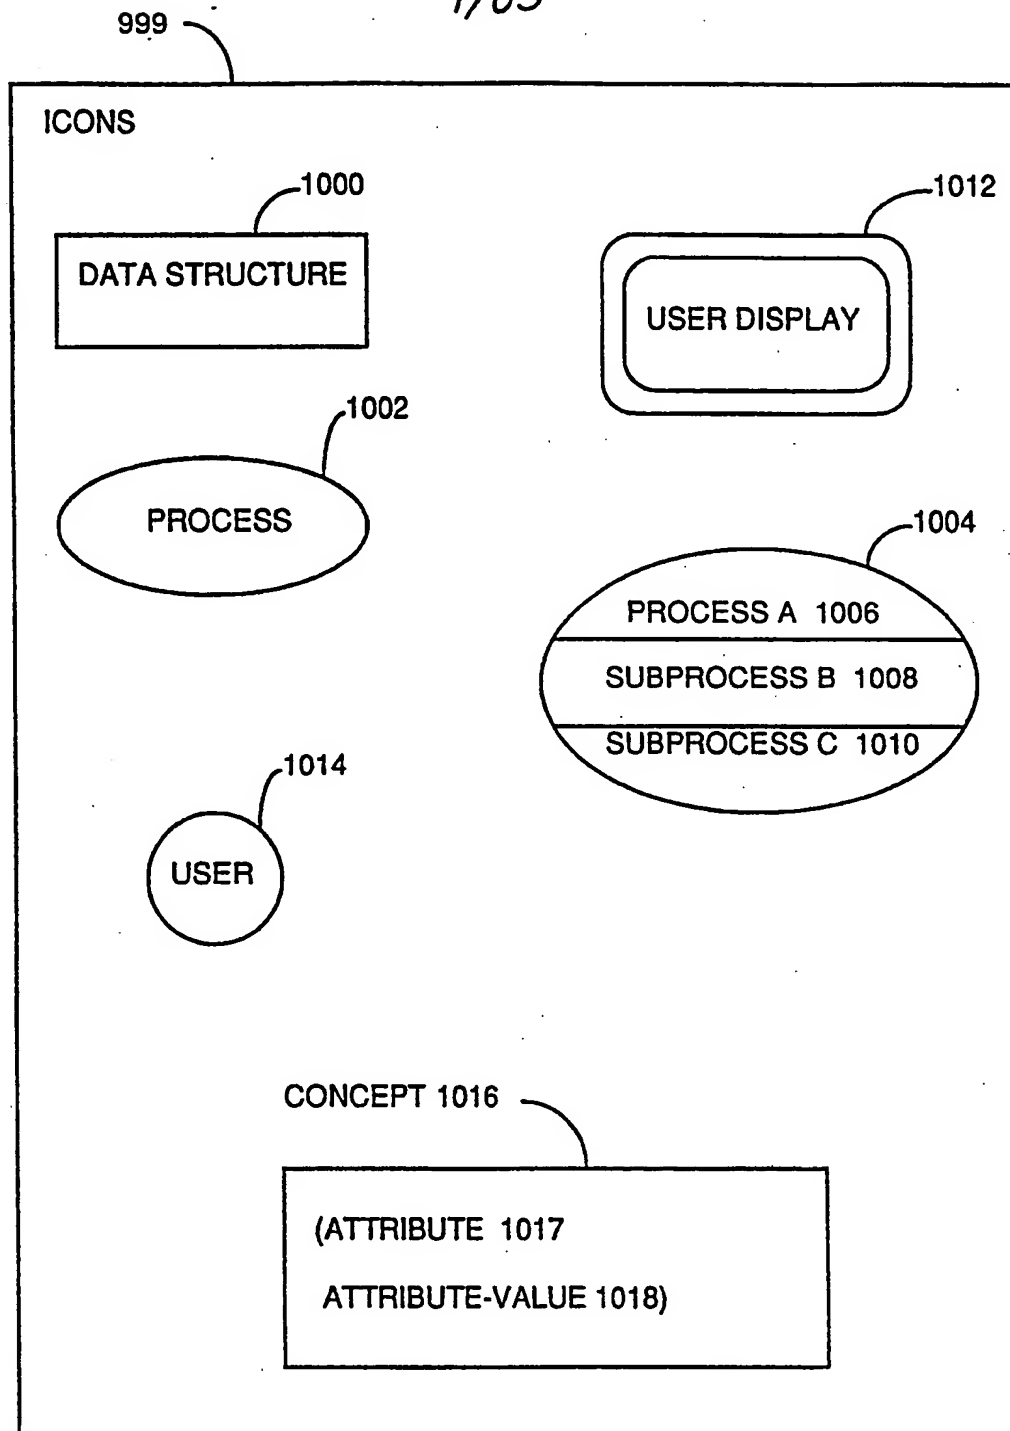 999
ICONS
1000
DATA STRUCTURE
1012
USER DISPLAY
1002
PROCESS
1004
PROCESS A 1006
SUBPROCESS B 1008
SUBPROCESS C 1010
1014
USER
CONCEPT 1016
(ATTRIBUTE 1017
ATTRIBUTE-VALUE 1018)